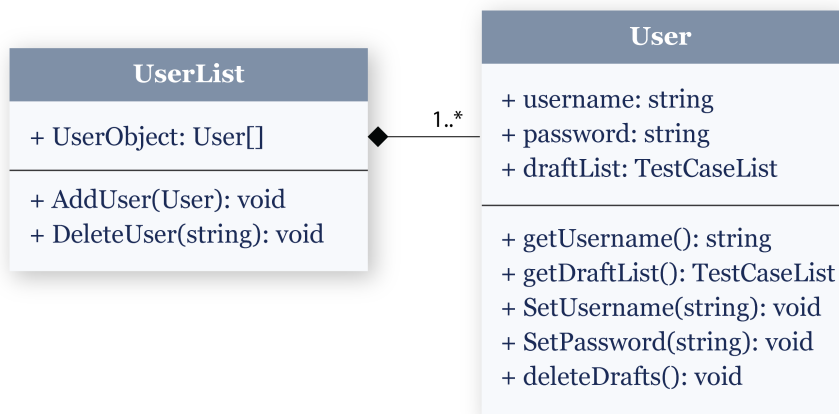 UserList
+ UserObject: User[]
+ AddUser(User): void
+ DeleteUser(string): void
1..*
User
+ username: string
+ password: string
+ draftList: TestCaseList
+ getUsername(): string
+ getDraftList(): TestCaseList
+ SetUsername(string): void
+ SetPassword(string): void
+ deleteDrafts(): void